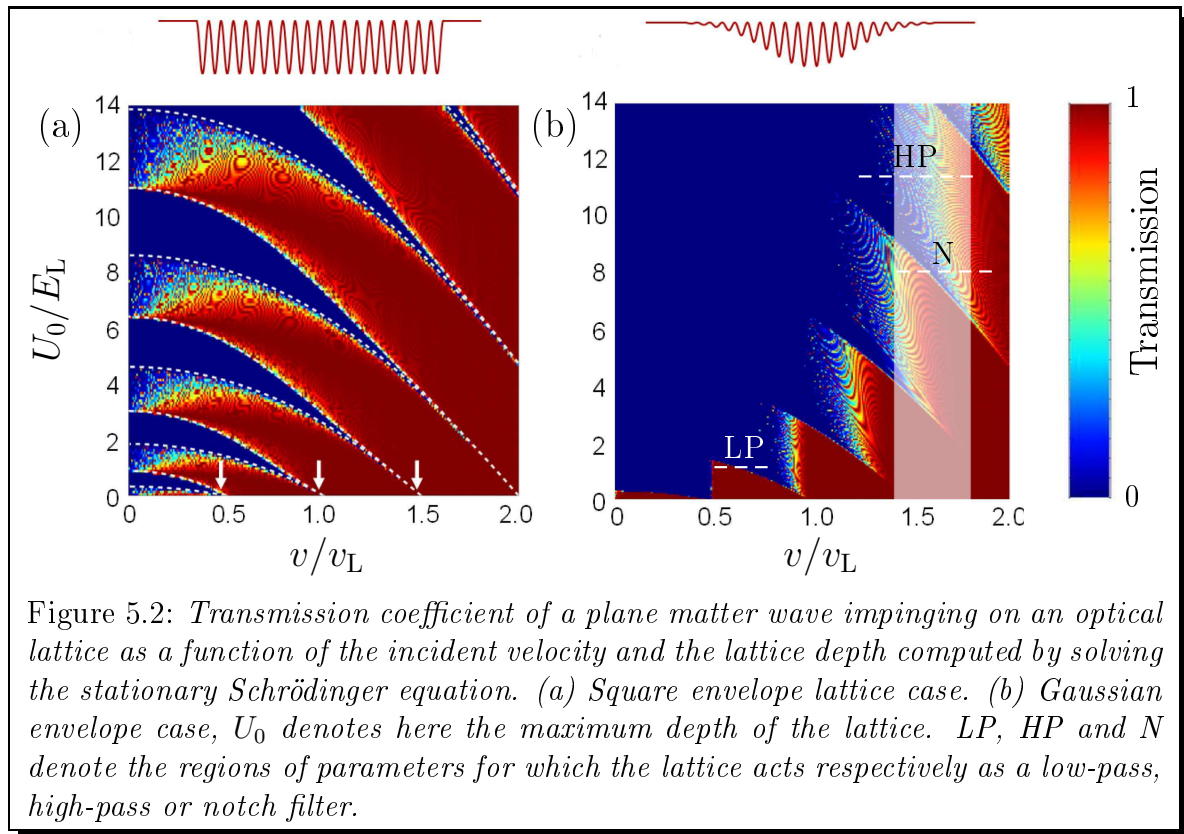 (a)
14
12
10
8
6
4
2
0
U₀/E_L
0
0.5
1.0
1.5
2.0
v/v_L
(b)
14
12
10
8
6
4
2
0
HP
N
LP
0
0.5
1.0
1.5
2.0
v/v_L
1
0
Transmission
Figure 5.2: Transmission coefficient of a plane matter wave impinging on an optical
lattice as a function of the incident velocity and the lattice depth computed by solving
the stationary Schrödinger equation. (a) Square envelope lattice case. (b) Gaussian
envelope case, U₀ denotes here the maximum depth of the lattice. LP, HP and N
denote the regions of parameters for which the lattice acts respectively as a low-pass,
high-pass or notch filter.